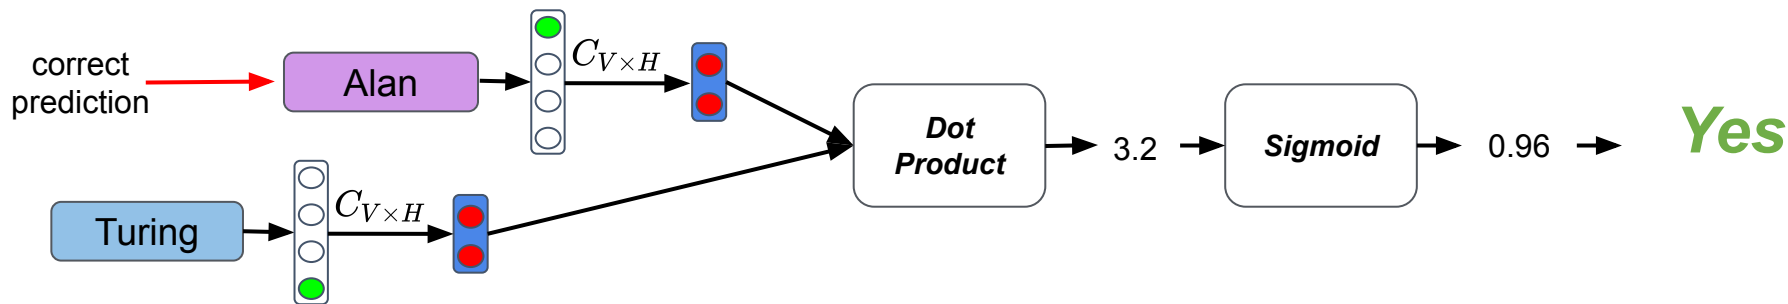 correct
prediction
Alan
C_{V×H}
Turing
C_{V×H}
Dot
Product
3.2
Sigmoid
0.96
Yes